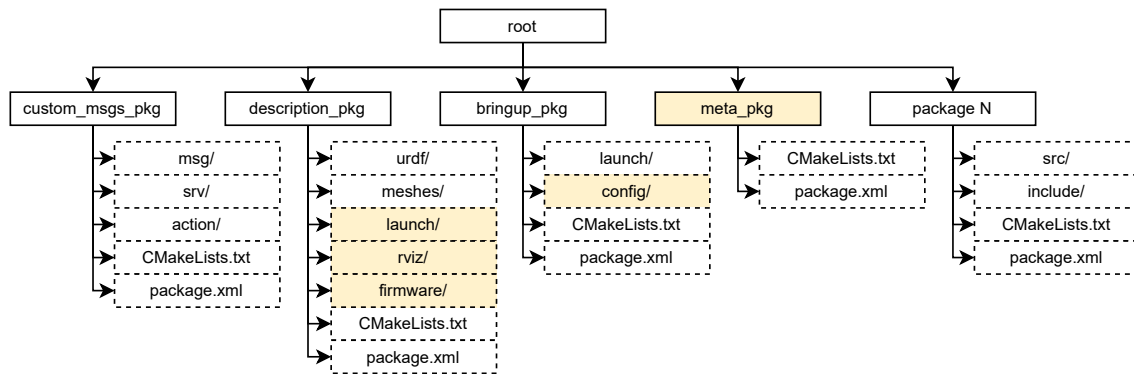 root
custom_msgs_pkg
msg/
srv/
action/
CMakeLists.txt
package.xml
description_pkg
urdf/
meshes/
launch/
rviz/
firmware/
CMakeLists.txt
package.xml
bringup_pkg
launch/
config/
CMakeLists.txt
package.xml
meta_pkg
CMakeLists.txt
package.xml
package N
src/
include/
CMakeLists.txt
package.xml